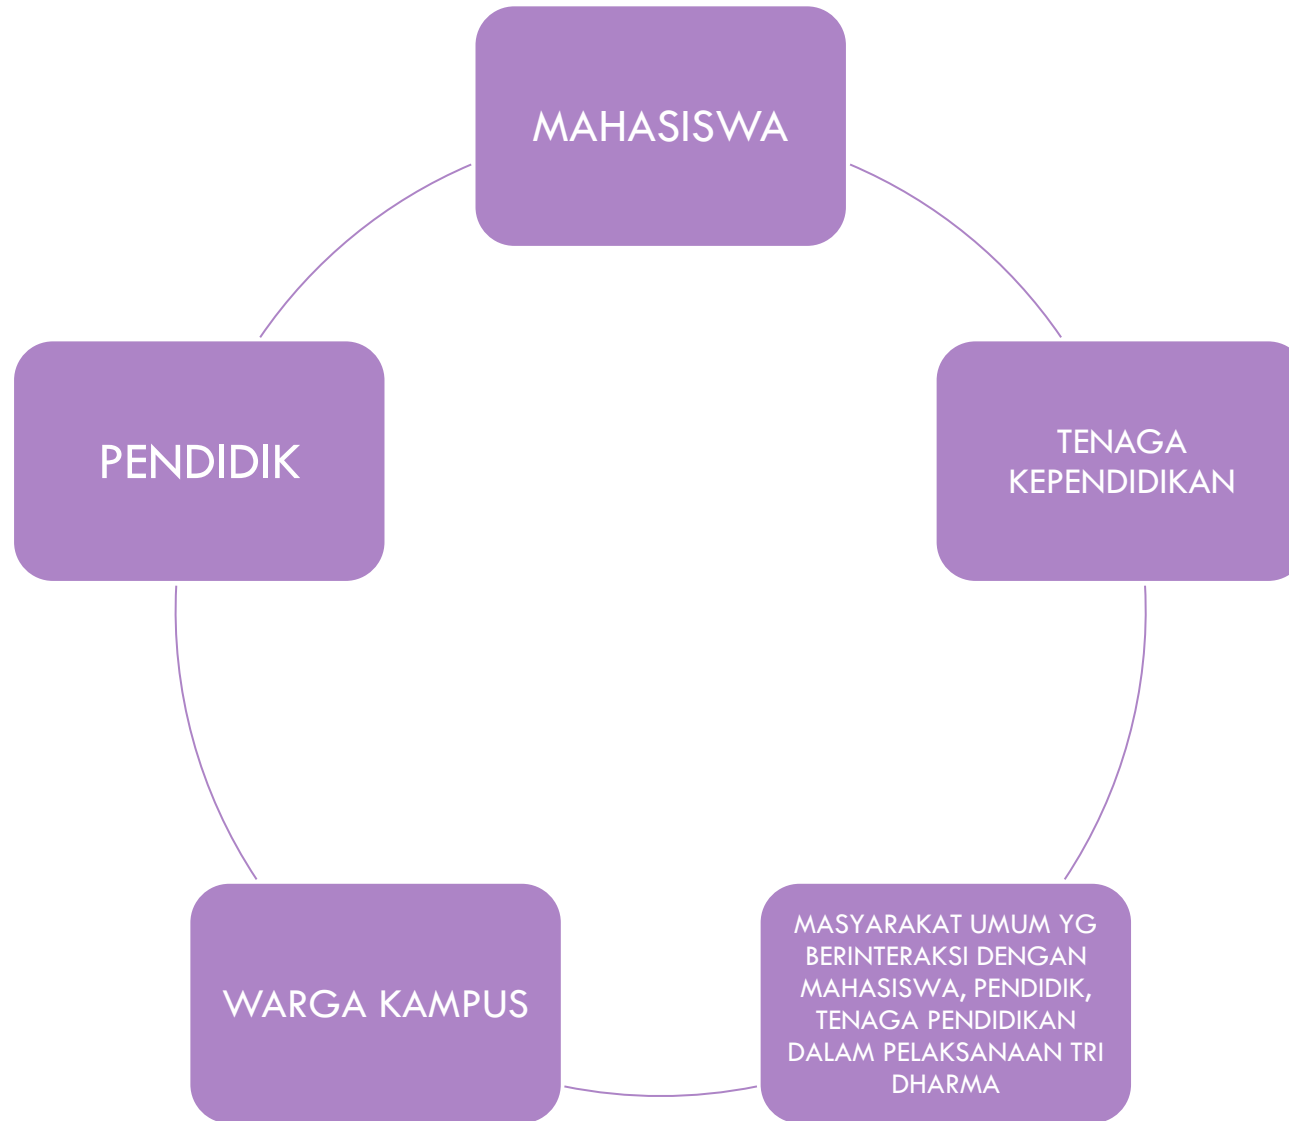 MAHASISWA
TENAGA
KEPENDIDIKAN
MASYARAKAT UMUM YG
BERINTERAKSI DENGAN
MAHASISWA, PENDIDIK,
TENAGA PENDIDIKAN
DALAM PELAKSANAAN TRI
DHARMA
WARGA KAMPUS
PENDIDIK